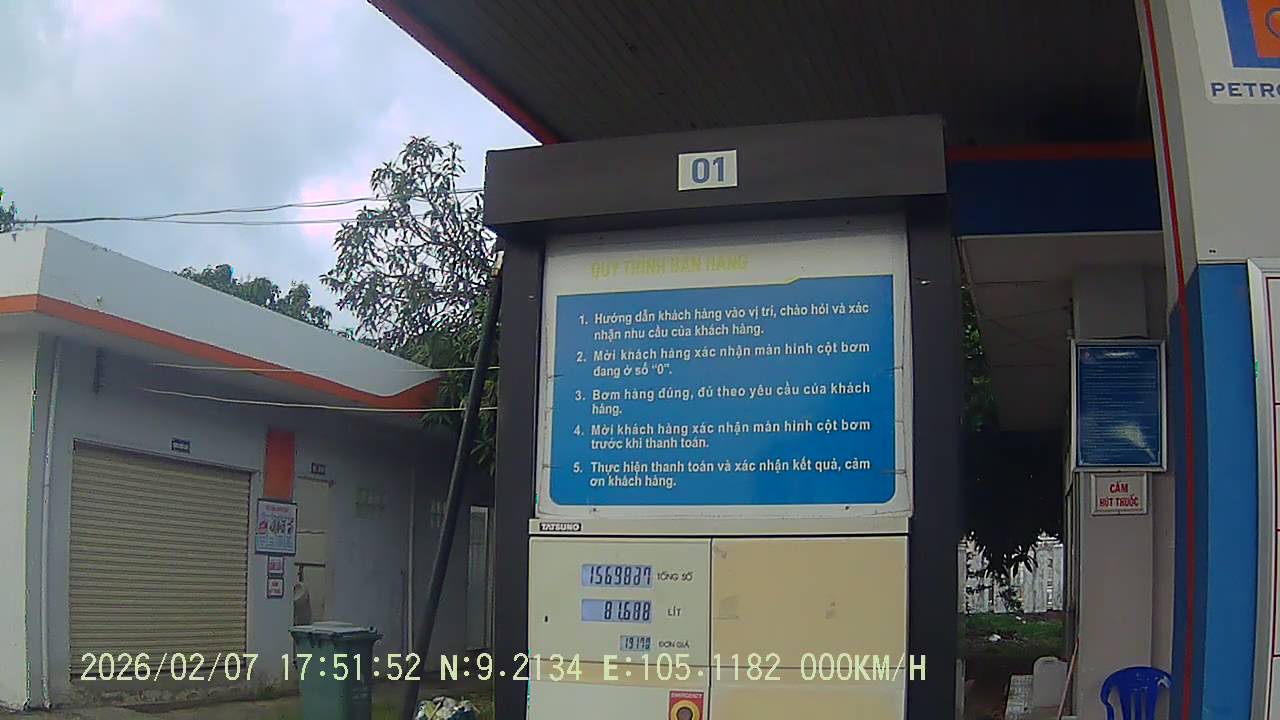 01
PETRO
QUY TRÌNH BÁN HÀNG
1. Hướng dẫn khách hàng vào vị trí, chào hỏi và xác
nhận nhu cầu của khách hàng.
2. Mời khách hàng xác nhận màn hình cột bơm
đang ở số "0".
3. Bơm hàng đúng, đủ theo yêu cầu của khách
hàng.
4. Mời khách hàng xác nhận màn hình cột bơm
trước khi thanh toán.
5. Thực hiện thanh toán và xác nhận kết quả, cảm
ơn khách hàng.
CẤM
HÚT THUỐC
TATSUNO
1569837 TỔNG SỐ
81.688 LÍT
19170 ĐƠN GIÁ
EMERGENCY
2026/02/07 17:51:52 N:9.2134 E:105.1182 000KM/H